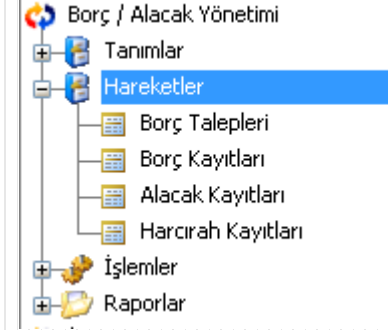 Borç / Alacak Yönetimi
Tanımlar
Hareketler
Borç Talepleri
Borç Kayıtları
Alacak Kayıtları
Harcırah Kayıtları
İşlemler
Raporlar